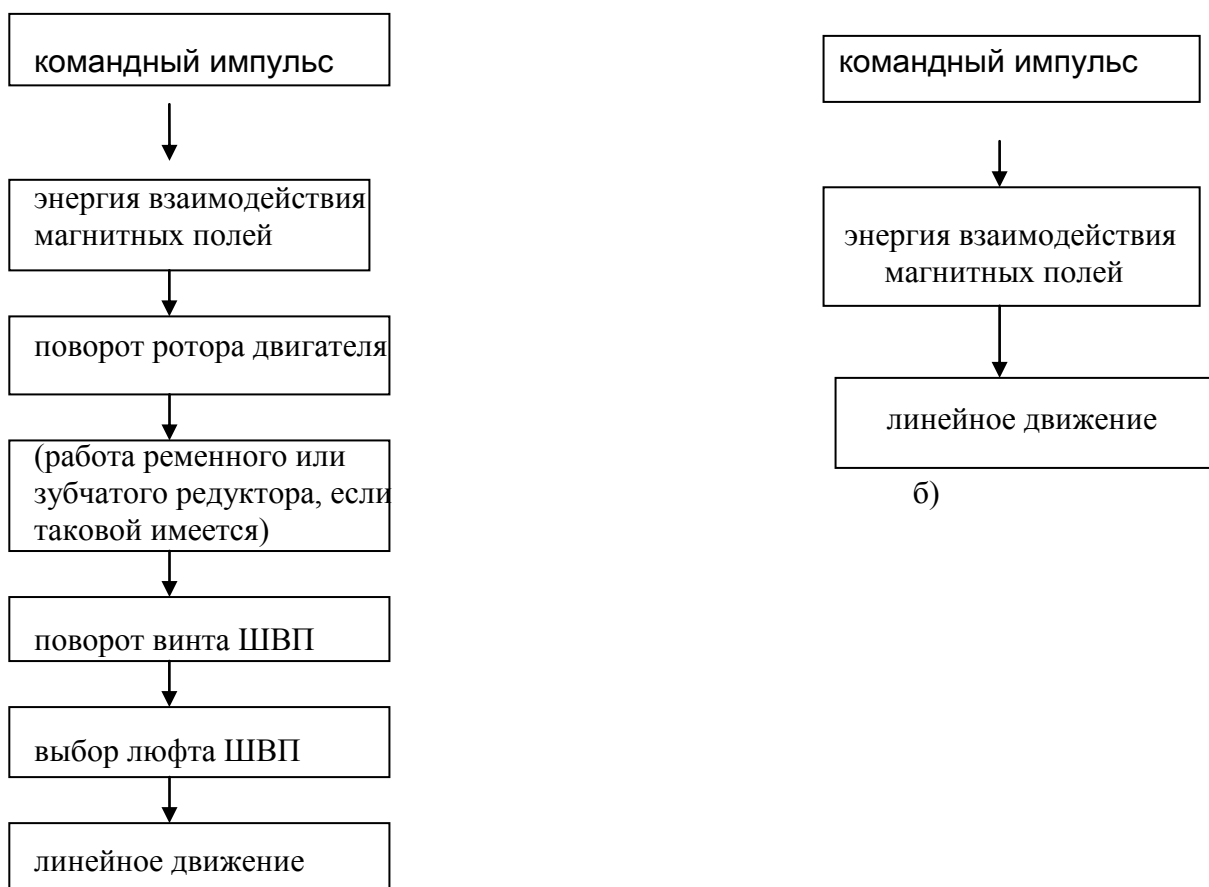 командный импульс
энергия взаимодействия
магнитных полей
поворот ротора двигателя
(работа ременного или
зубчатого редуктора, если
таковой имеется)
поворот винта ШВП
выбор люфта ШВП
линейное движение
командный импульс
энергия взаимодействия
магнитных полей
линейное движение
б)